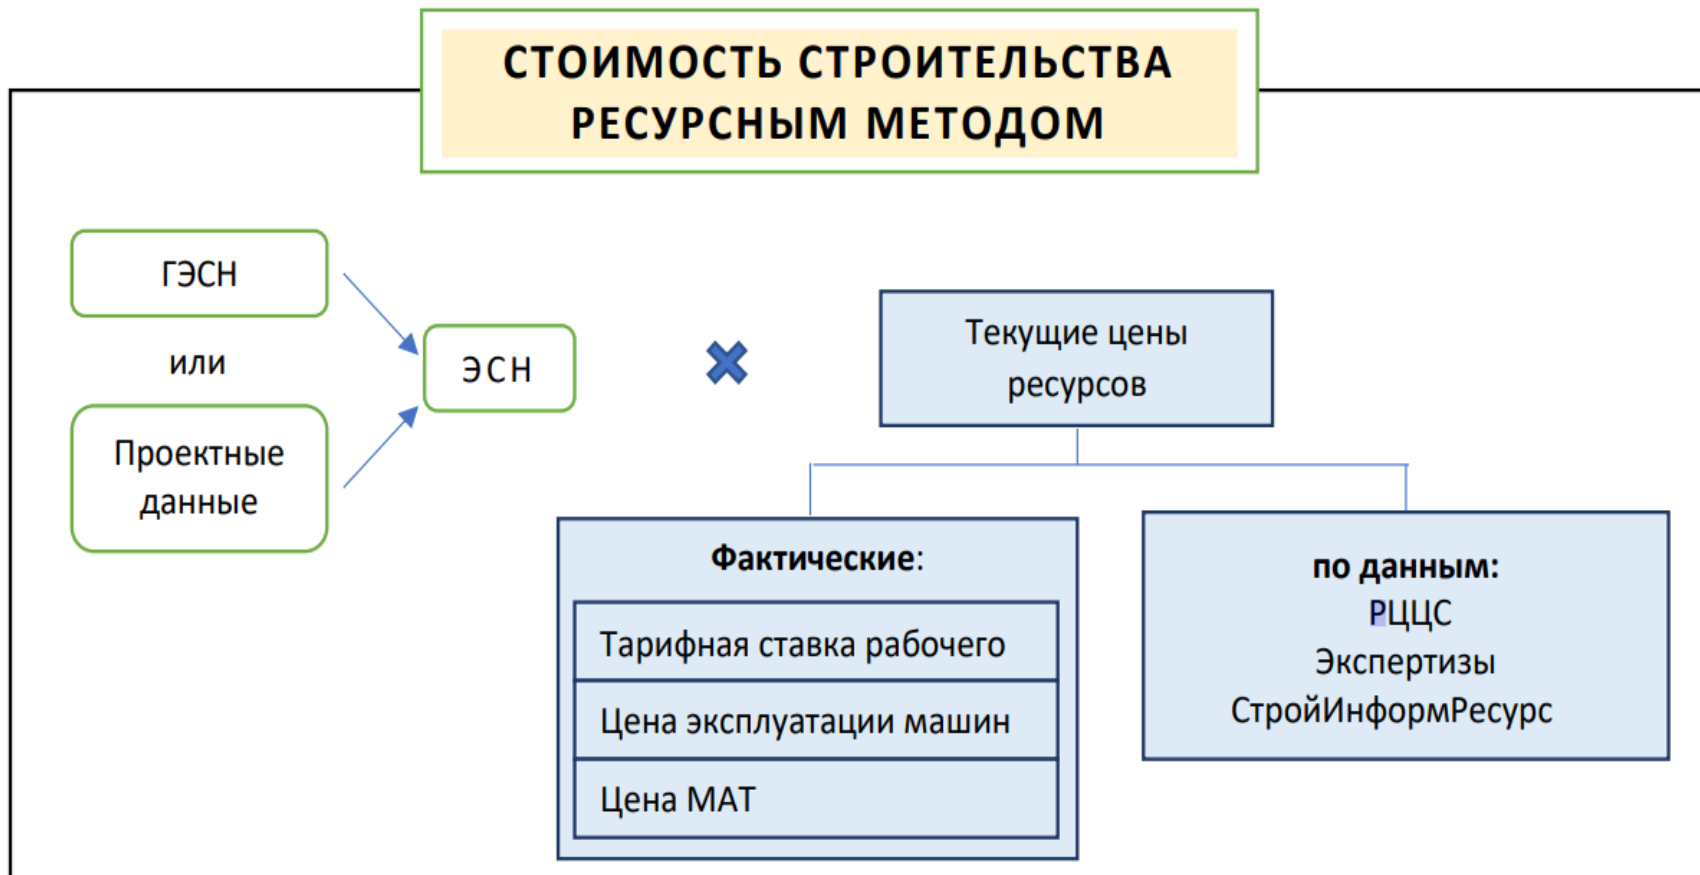 СТОИМОСТЬ СТРОИТЕЛЬСТВА
РЕСУРСНЫМ МЕТОДОМ
ГЭСН
или
Проектные
данные
ЭСН
Текущие цены
ресурсов
Фактические:
Тарифная ставка рабочего
Цена эксплуатации машин
Цена МАТ
по данным:
РЦЦС
Экспертизы
СтройИнформРесурс